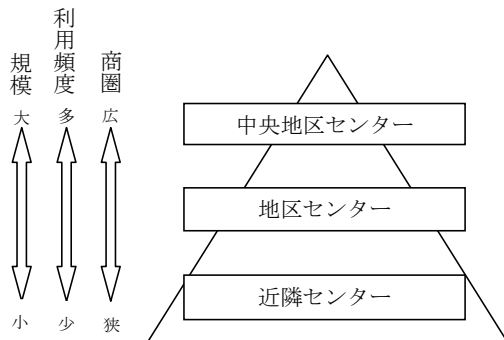 規模
利用頻度
商圏
大
多
広
小
少
狭
中央地区センター
地区センター
近隣センター